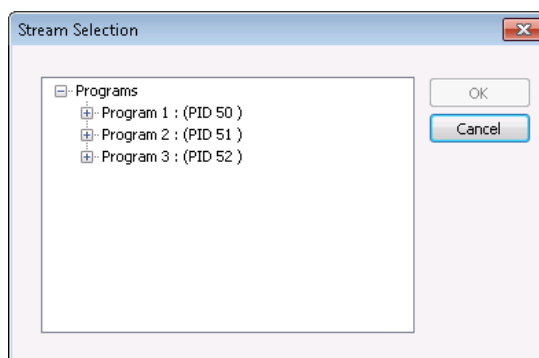 Stream Selection
Programs
Program 1 : (PID 50 )
Program 2 : (PID 51 )
Program 3 : (PID 52 )
OK
Cancel